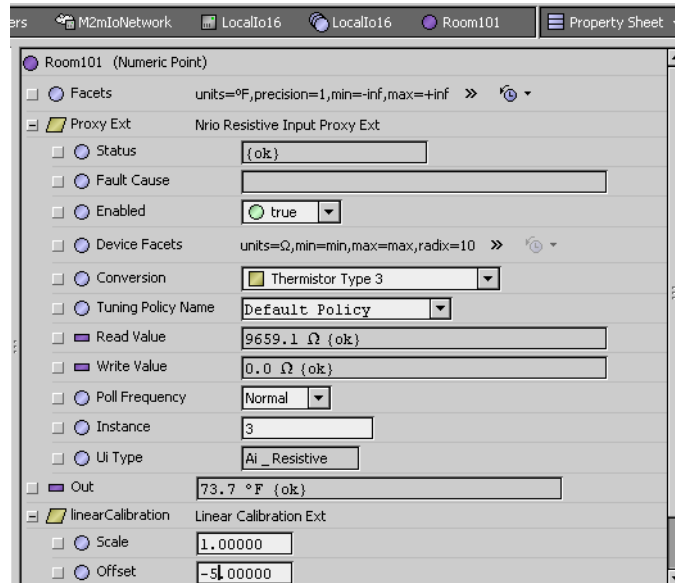 ers M2mIoNetwork LocalIo16 LocalIo16 Room101 Property Sheet
Room101 (Numeric Point)
Facets units=ºF,precision=1,min=-inf,max=+inf »
Proxy Ext Nrio Resistive Input Proxy Ext
Status {ok}
Fault Cause
Enabled true
Device Facets units=Ω,min=min,max=max,radix=10 »
Conversion Thermistor Type 3
Tuning Policy Name Default Policy
Read Value 9659.1 Ω {ok}
Write Value 0.0 Ω {ok}
Poll Frequency Normal
Instance 3
Ui Type Ai_Resistive
Out 73.7 °F {ok}
linearCalibration Linear Calibration Ext
Scale 1.00000
Offset -5.00000